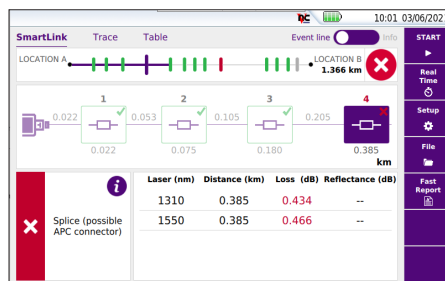 10:01 03/06/202
SmartLink Trace Table Event line Info START
LOCATION A LOCATION B
1.366 km
Real
Time
1 2 3 4
Setup
0.022 0.053 0.105 0.205
File
0.022 0.075 0.180 0.385
km
Laser (nm) Distance (km) Loss (dB) Reflectance (dB)
Fast
Report
1310 0.385 0.434 --
Splice (possible
APC connector)
1550 0.385 0.466 --